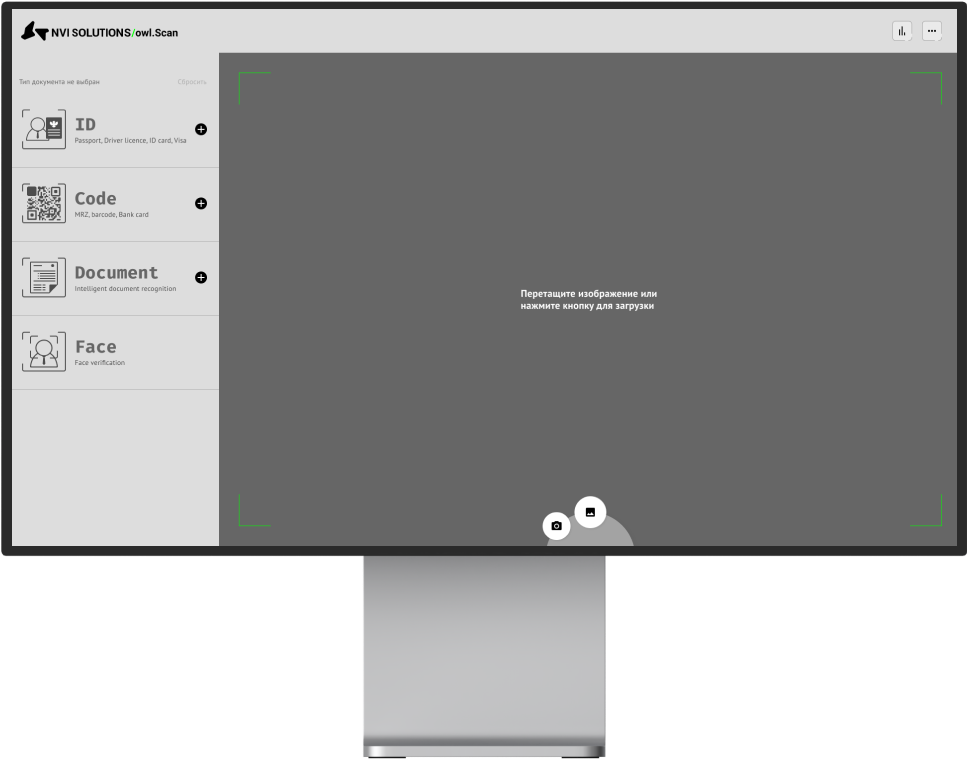 NVI SOLUTIONS/owl.Scan
Тип документа не выбран
Сбросить
ID
Passport, Driver licence, ID card, Visa
Code
MRZ, barcode, Bank card
Document
Intelligent document recognition
Face
Face verification
Перетащите изображение или
нажмите кнопку для загрузки